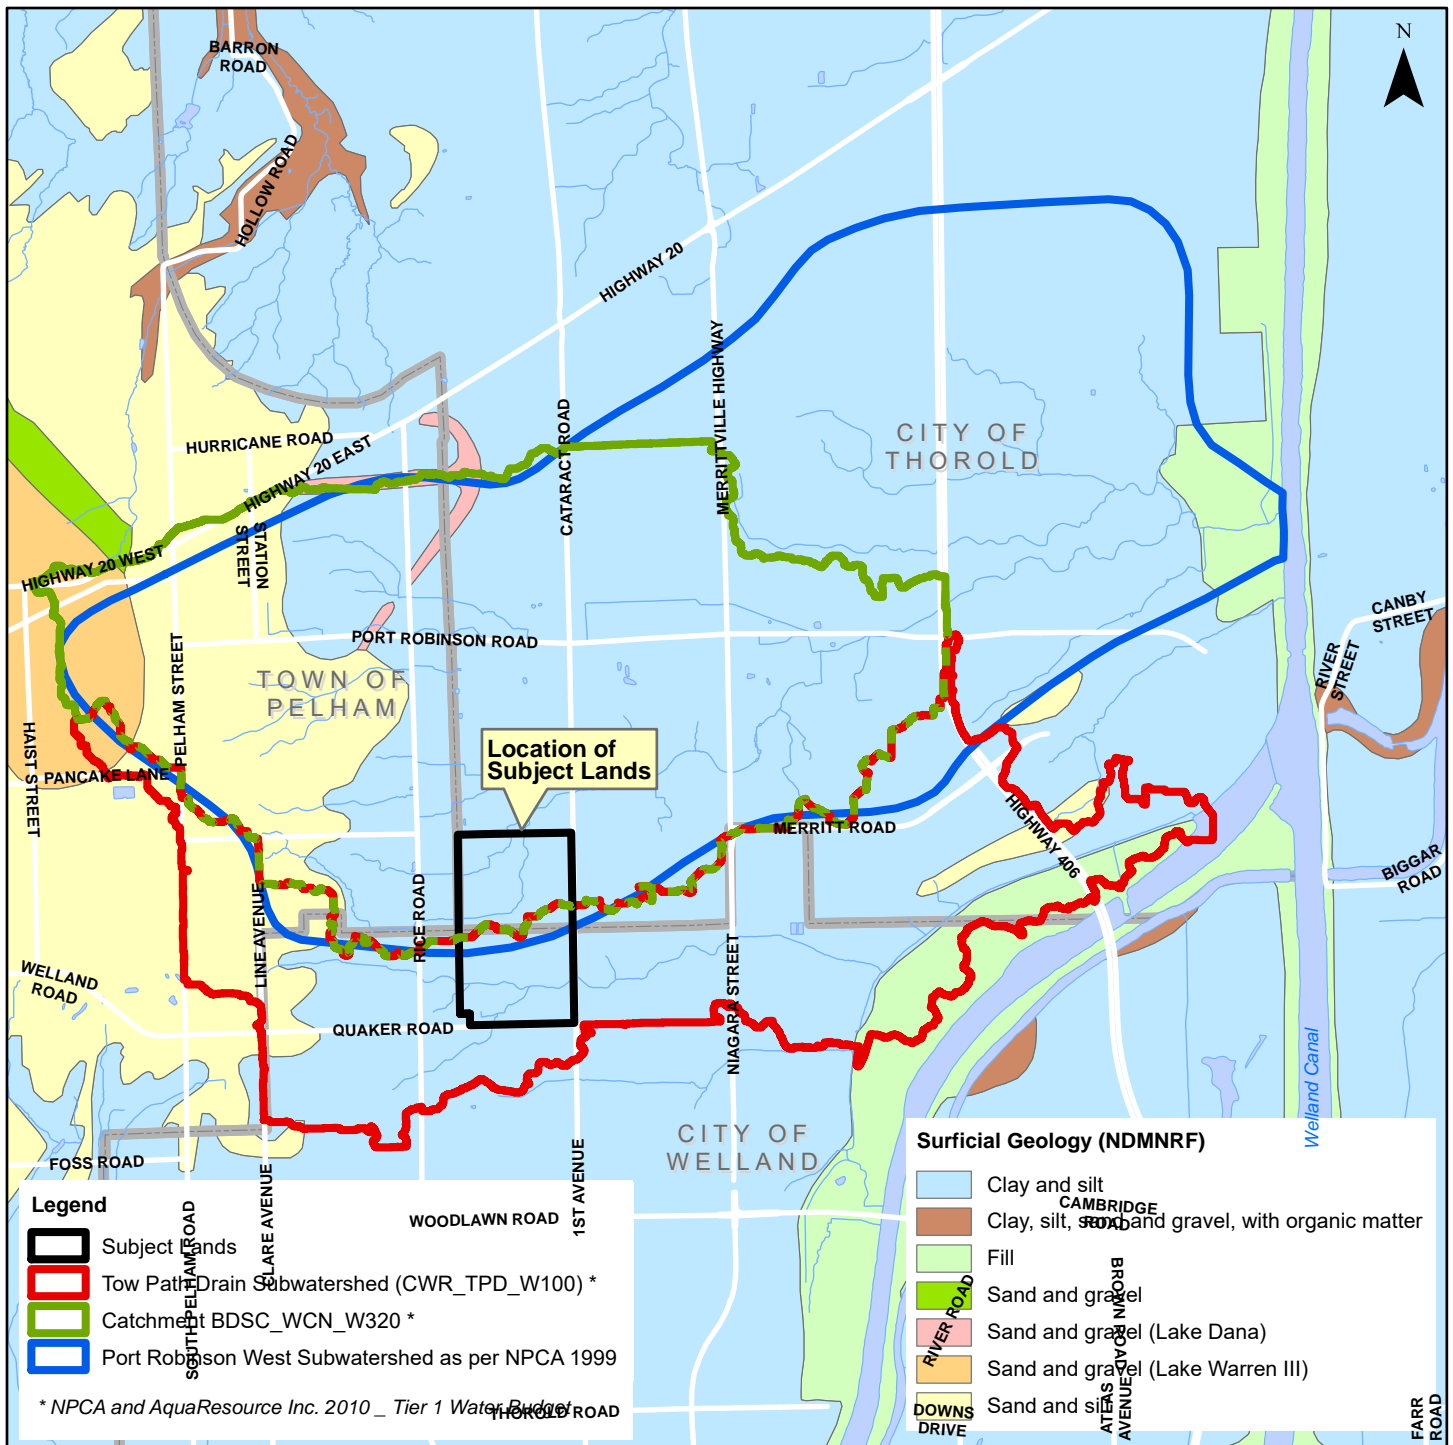 N
BARRON
ROAD
HOLLOW ROAD
HIGHWAY 20
MERRITTVILLE HIGHWAY
CATARACT ROAD
HURRICANE ROAD
HIGHWAY 20 EAST
CITY OF
THOROLD
STATION
STREET
HIGHWAY 20 WEST
PORT ROBINSON ROAD
CANBY
STREET
RIVER
STREET
TOWN OF
PELHAM
PELHAM STREET
HAIST STREET
PANCAKE LANE
Location of
Subject Lands
MERRITT ROAD
HIGHWAY 406
BIGGAR
ROAD
LINE AVENUE
RICE ROAD
WELLAND
ROAD
QUAKER ROAD
NIAGARA STREET
Welland Canal
CITY OF
WELLAND
FOSS ROAD
SOUTH PELHAM ROAD
CLARE AVENUE
1ST AVENUE
WOODLAWN ROAD
THOROLD ROAD
Legend
Subject Lands
Tow Path Drain Subwatershed (CWR_TPD_W100) *
Catchment BDSC_WCN_W320 *
Port Robinson West Subwatershed as per NPCA 1999
* NPCA and AquaResource Inc. 2010 _ Tier 1 Water Budget
Surficial Geology (NDMNRF)
Clay and silt
Clay, silt, sand and gravel, with organic matter
Fill
Sand and gravel
Sand and gravel (Lake Dana)
Sand and gravel (Lake Warren III)
Sand and silt
CAMBRIDGE
ROAD
RIVER ROAD
BROWN ROAD
ATLAS
AVENUE
DOWNS
DRIVE
FARR
ROAD